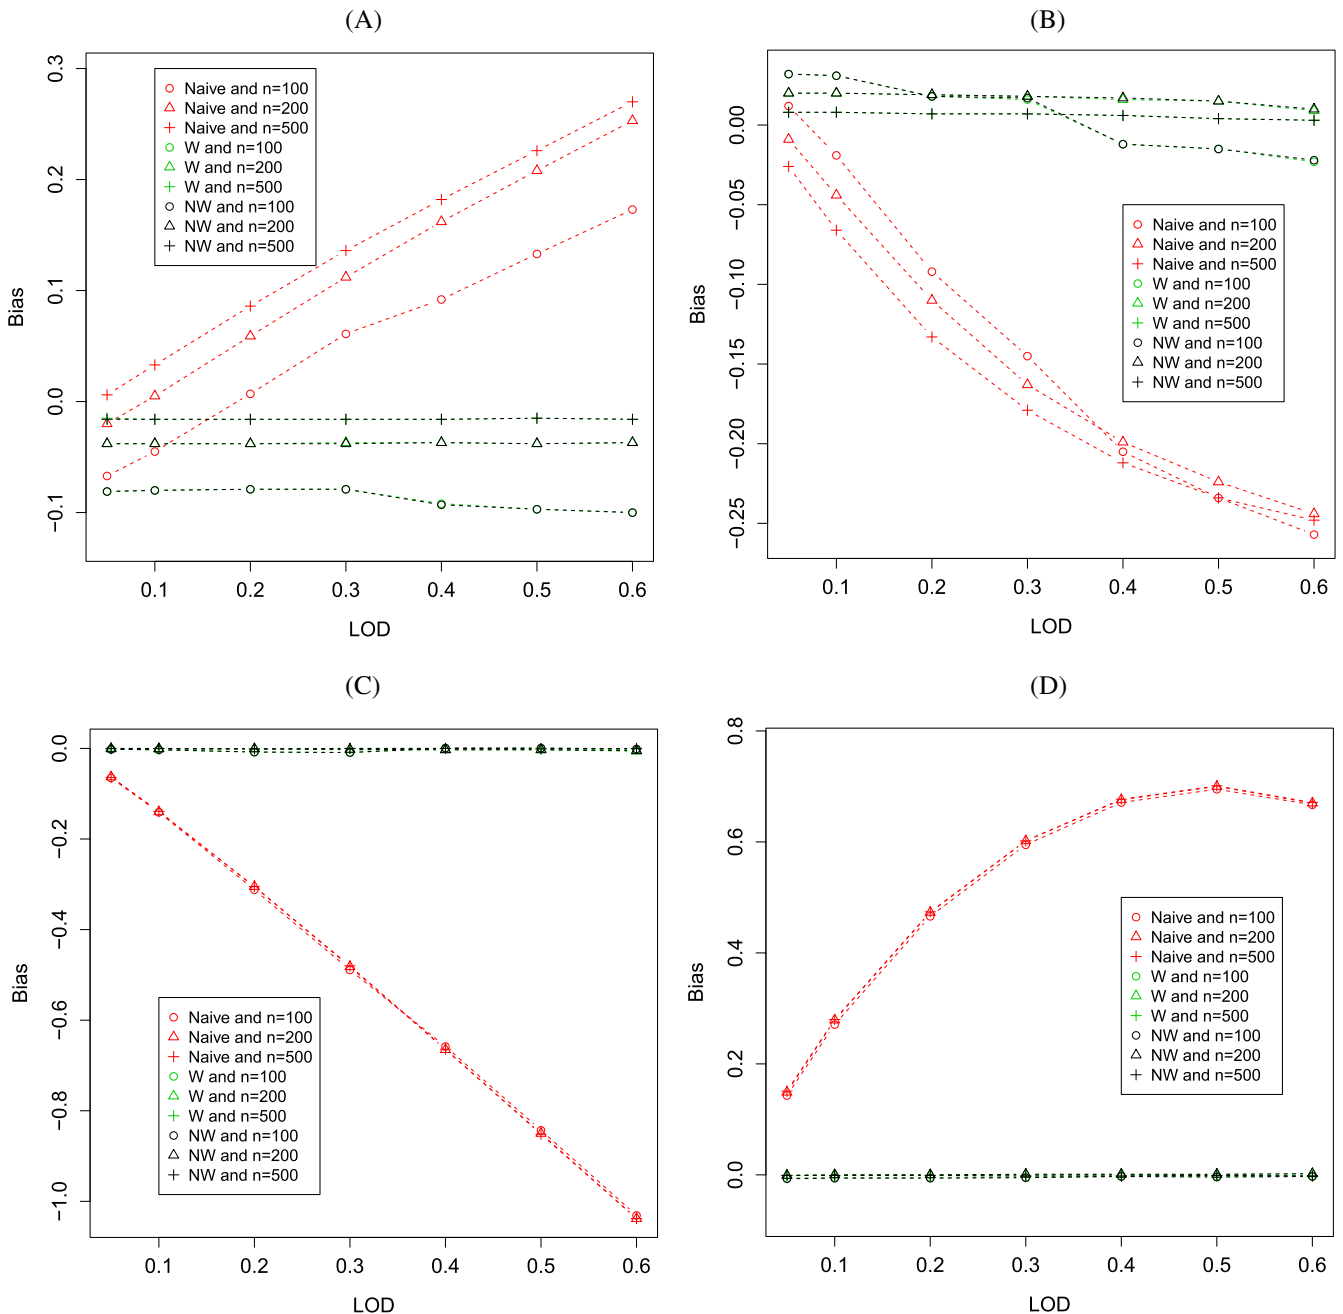 (A)
0.3
0.2
0.1
0.0
−0.1
Bias
Naive and n=100
Naive and n=200
Naive and n=500
W and n=100
W and n=200
W and n=500
NW and n=100
NW and n=200
NW and n=500
0.1 0.2 0.3 0.4 0.5 0.6
LOD
(B)
0.00
−0.05
−0.10
−0.15
−0.20
−0.25
Bias
Naive and n=100
Naive and n=200
Naive and n=500
W and n=100
W and n=200
W and n=500
NW and n=100
NW and n=200
NW and n=500
0.1 0.2 0.3 0.4 0.5 0.6
LOD
(C)
0.0
−0.2
−0.4
−0.6
−0.8
−1.0
Bias
Naive and n=100
Naive and n=200
Naive and n=500
W and n=100
W and n=200
W and n=500
NW and n=100
NW and n=200
NW and n=500
0.1 0.2 0.3 0.4 0.5 0.6
LOD
(D)
0.8
0.6
0.4
0.2
0.0
Bias
Naive and n=100
Naive and n=200
Naive and n=500
W and n=100
W and n=200
W and n=500
NW and n=100
NW and n=200
NW and n=500
0.1 0.2 0.3 0.4 0.5 0.6
LOD